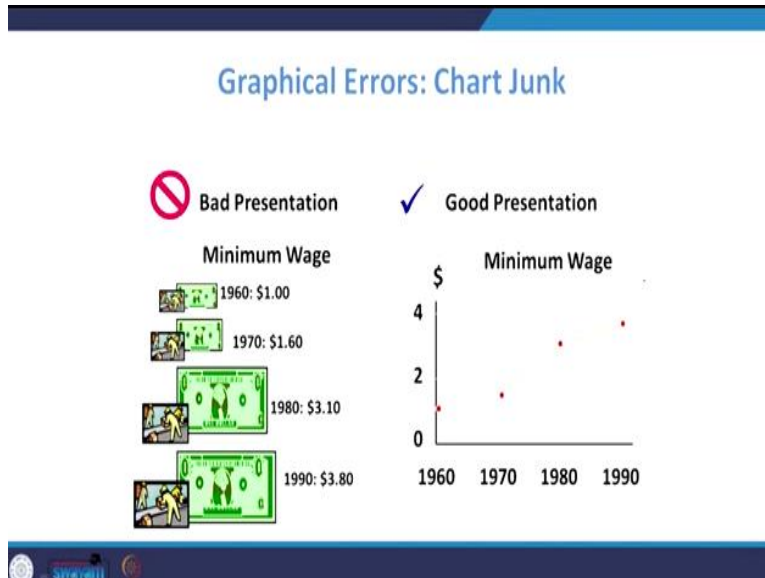 Graphical Errors: Chart Junk
Bad Presentation
Good Presentation
Minimum Wage
1960: $1.00
1970: $1.60
1980: $3.10
1990: $3.80
Minimum Wage
$
4
2
0
1960 1970 1980 1990
swayam